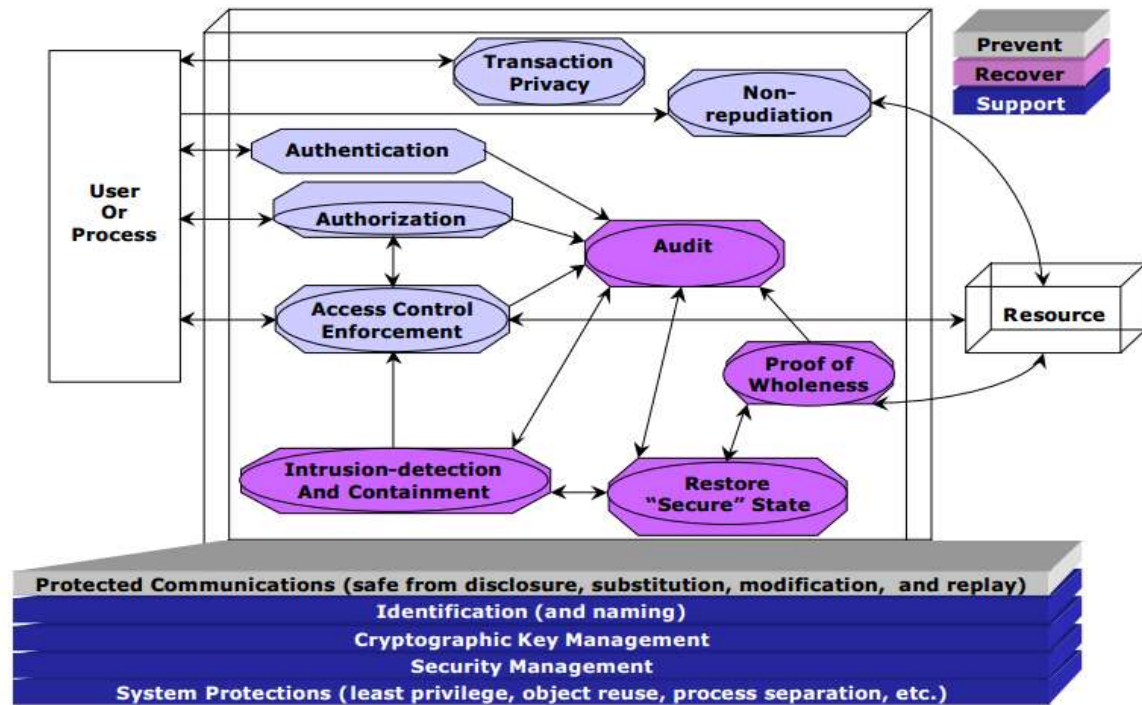 Transaction
Privacy
Non-
repudiation
Prevent
Recover
Support
Authentication
User
Or
Process
Authorization
Audit
Access Control
Enforcement
Resource
Proof of
Wholeness
Intrusion-detection
And Containment
Restore
“Secure” State
Protected Communications (safe from disclosure, substitution, modification, and replay)
Identification (and naming)
Cryptographic Key Management
Security Management
System Protections (least privilege, object reuse, process separation, etc.)